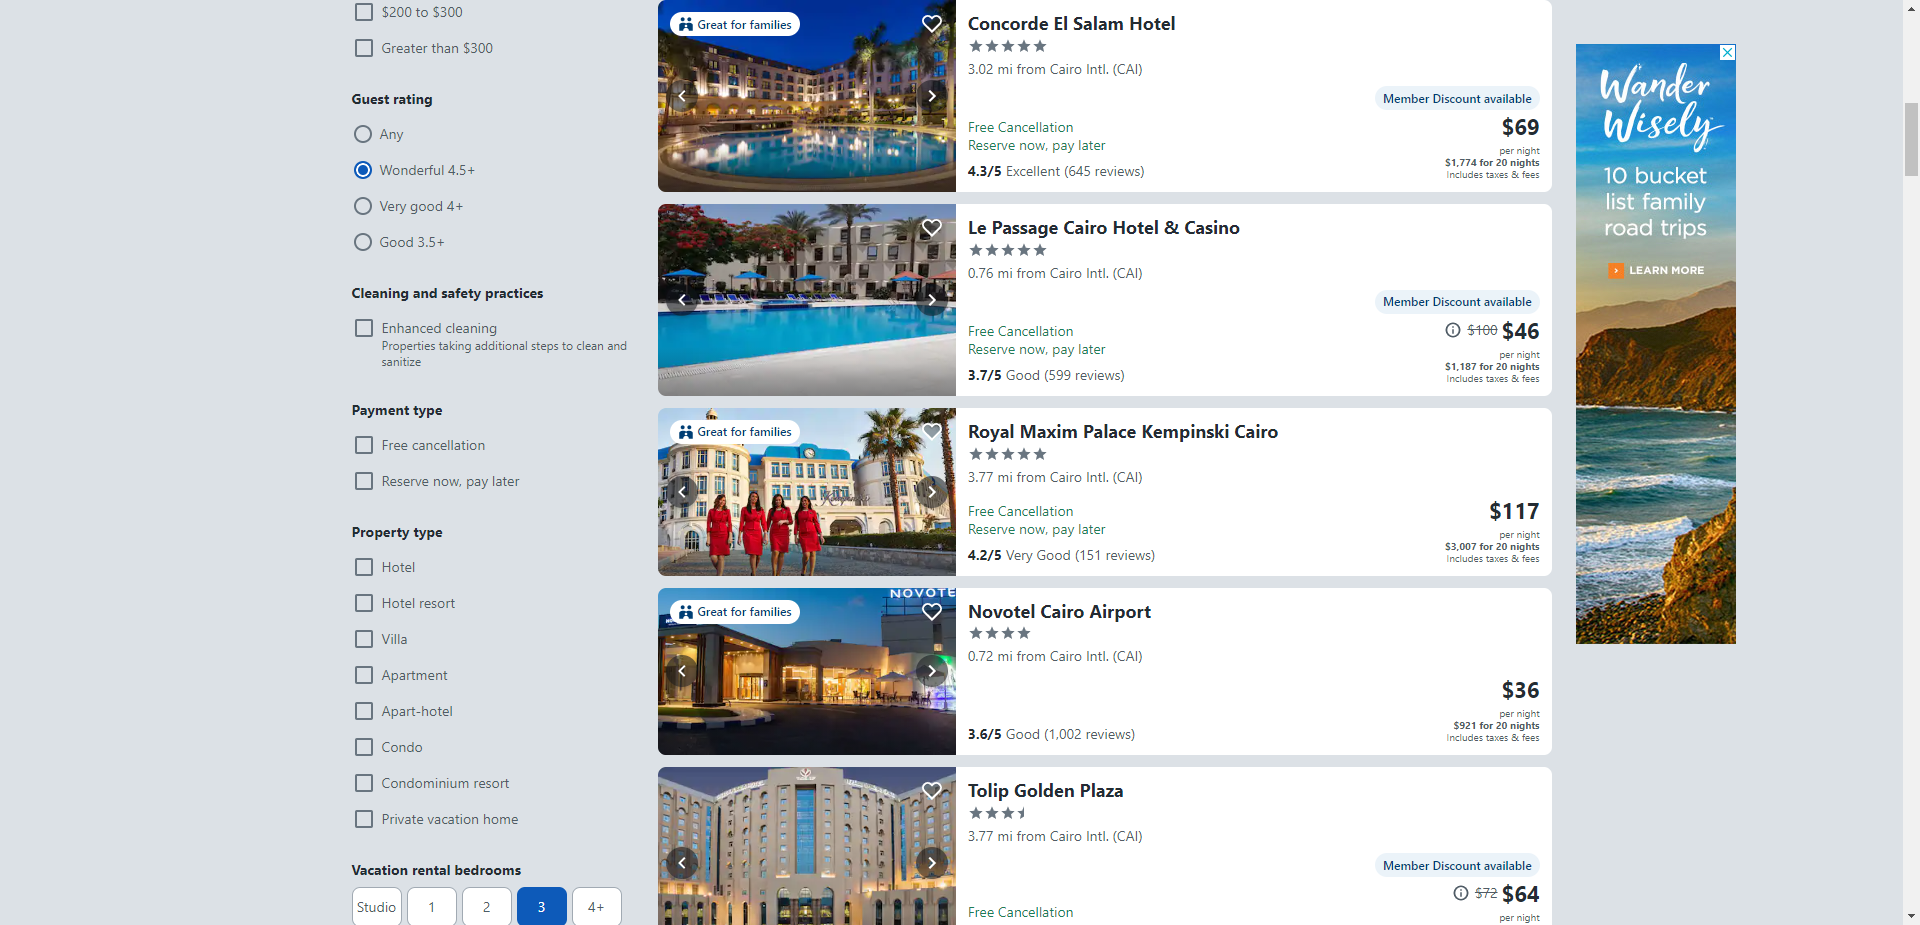 $200 to $300
Greater than $300
Guest rating
Any
Wonderful 4.5+
Very good 4+
Good 3.5+
Cleaning and safety practices
Enhanced cleaning
Properties taking additional steps to clean and
sanitize
Payment type
Free cancellation
Reserve now, pay later
Property type
Hotel
Hotel resort
Villa
Apartment
Apart-hotel
Condo
Condominium resort
Private vacation home
Vacation rental bedrooms
Studio
1
2
3
4+
Great for families
Concorde El Salam Hotel
3.02 mi from Cairo Intl. (CAI)
Member Discount available
Free Cancellation
Reserve now, pay later
4.3/5 Excellent (645 reviews)
$69
per night
$1,774 for 20 nights
Includes taxes & fees
Le Passage Cairo Hotel & Casino
0.76 mi from Cairo Intl. (CAI)
Member Discount available
Free Cancellation
Reserve now, pay later
3.7/5 Good (599 reviews)
$100 $46
per night
$1,187 for 20 nights
Includes taxes & fees
Great for families
Kempinski
Royal Maxim Palace Kempinski Cairo
3.77 mi from Cairo Intl. (CAI)
Free Cancellation
Reserve now, pay later
4.2/5 Very Good (151 reviews)
$117
per night
$3,007 for 20 nights
Includes taxes & fees
Great for families
NOVOTE
Novotel Cairo Airport
0.72 mi from Cairo Intl. (CAI)
3.6/5 Good (1,002 reviews)
$36
per night
$921 for 20 nights
Includes taxes & fees
Tolip Golden Plaza
3.77 mi from Cairo Intl. (CAI)
Member Discount available
Free Cancellation
$72 $64
per night
Wander
Wisely
10 bucket
list family
road trips
LEARN MORE